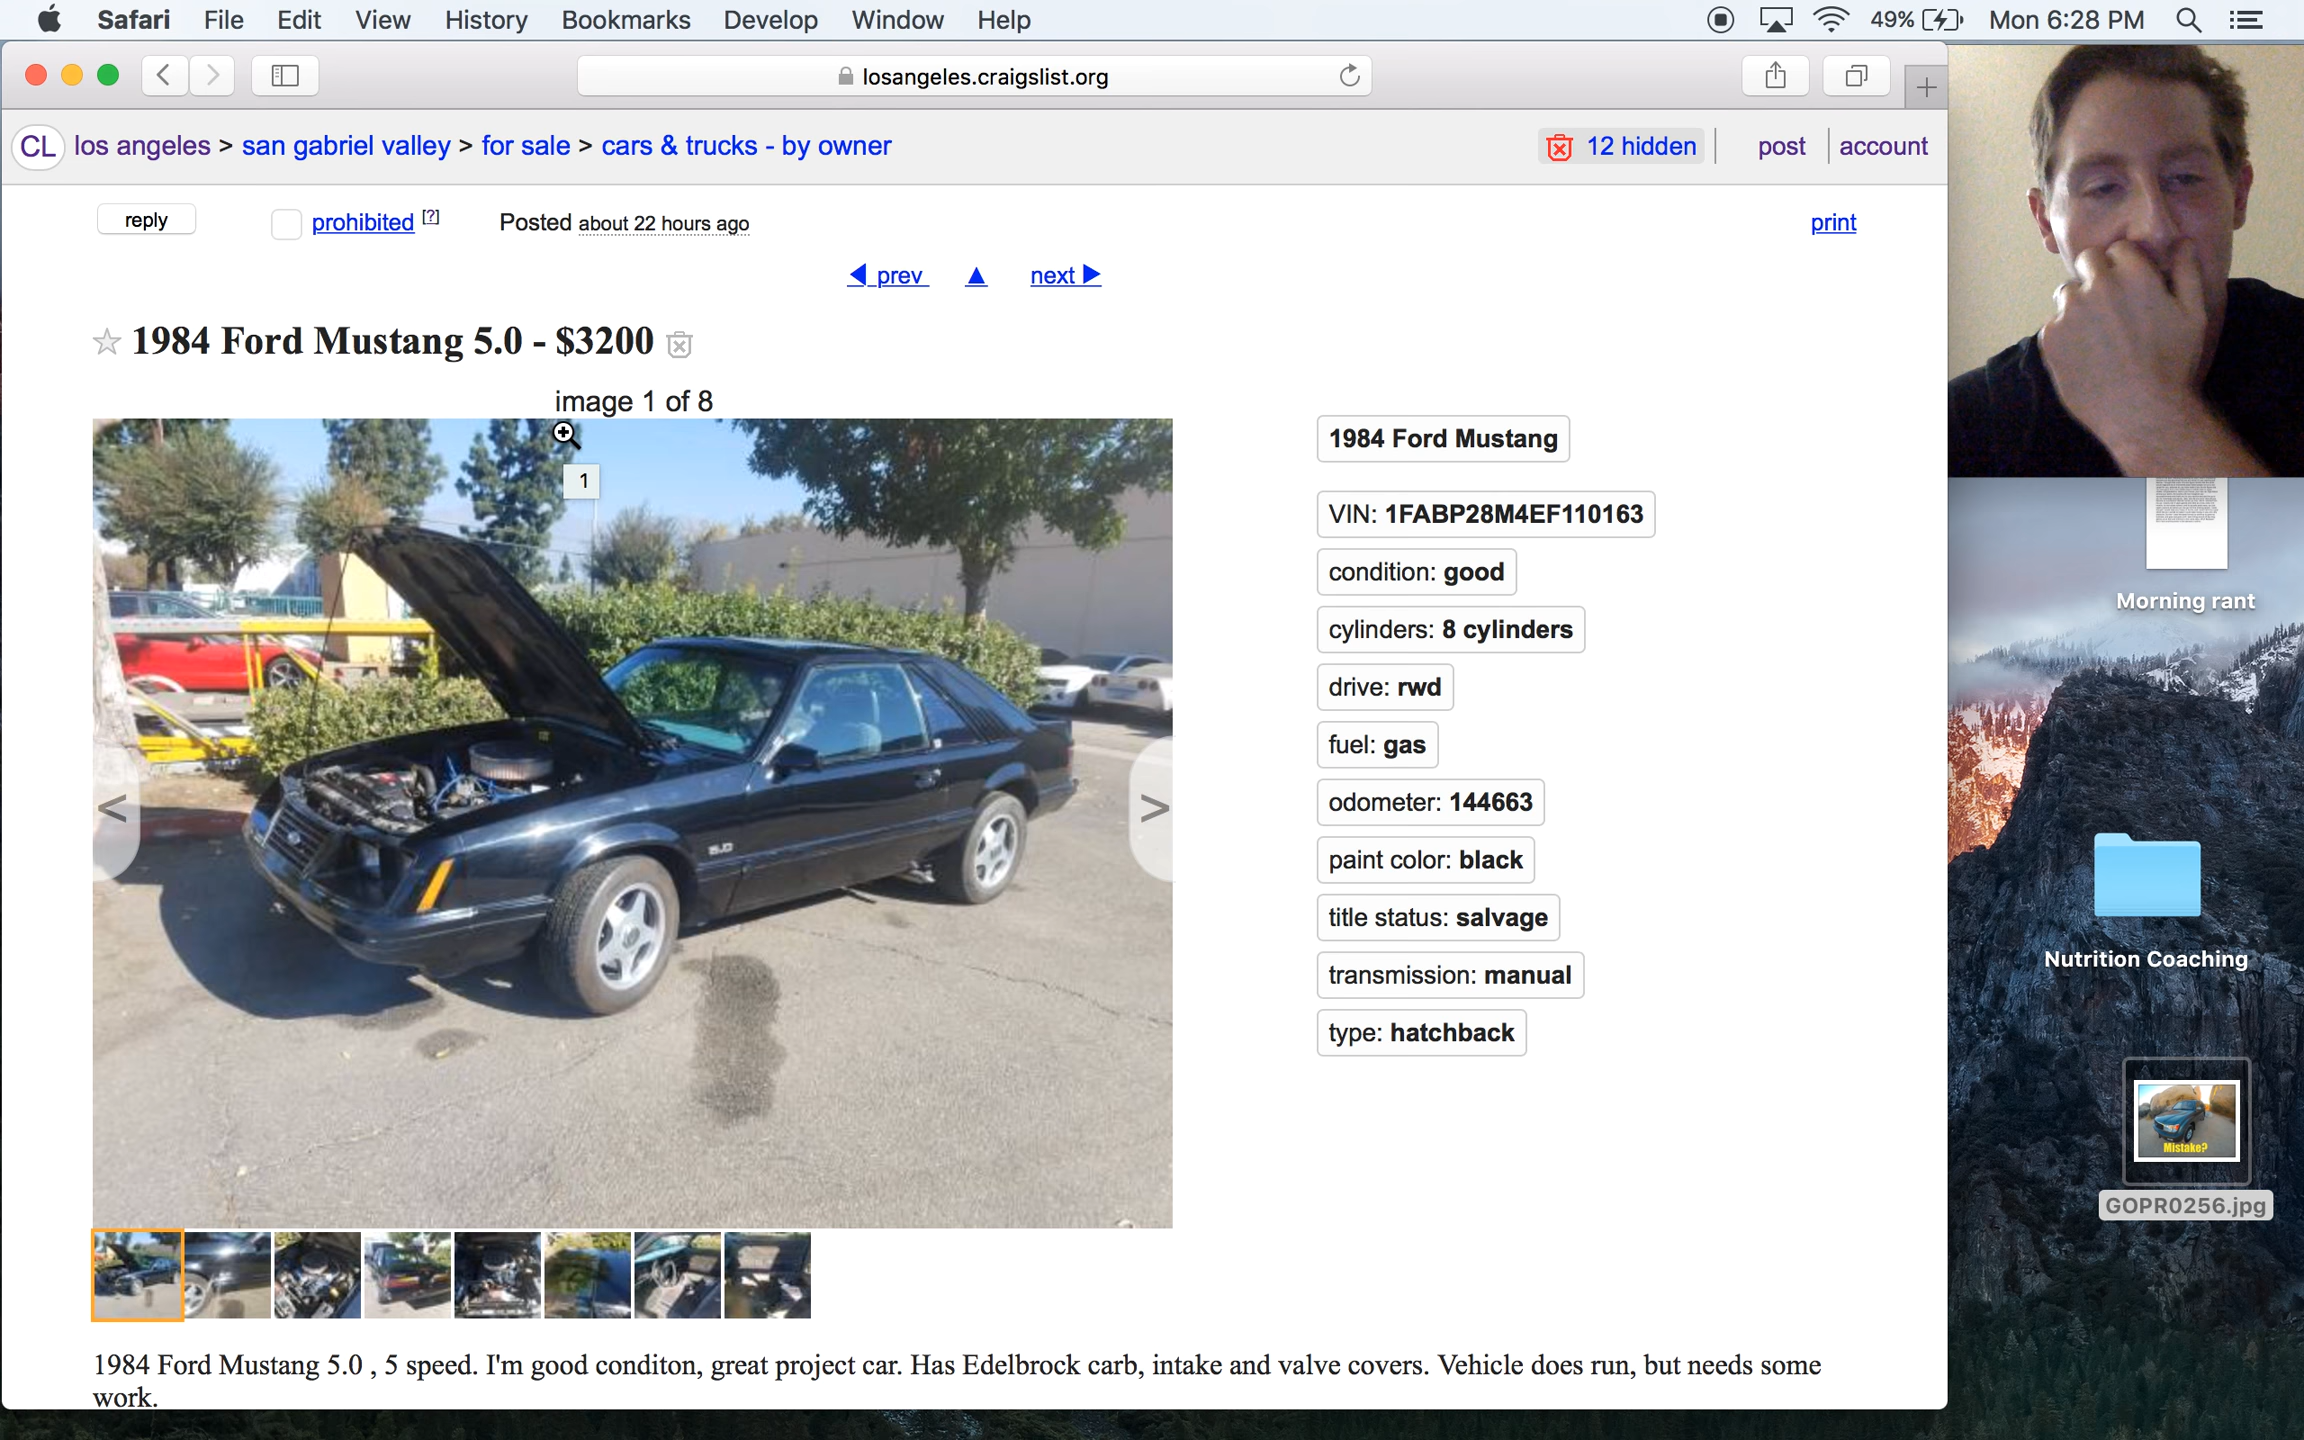 Safari File Edit View History Bookmarks Develop Window Help 49% Mon 6:28 PM
losangeles.craigslist.org
CL los angeles > san gabriel valley > for sale > cars & trucks - by owner 12 hidden post account
reply prohibited [?] Posted about 22 hours ago print
prev ▲ next
1984 Ford Mustang 5.0 - $3200
image 1 of 8
1
5.0
< >
1984 Ford Mustang
VIN: 1FABP28M4EF110163
condition: good
cylinders: 8 cylinders
drive: rwd
fuel: gas
odometer: 144663
paint color: black
title status: salvage
transmission: manual
type: hatchback
1984 Ford Mustang 5.0 , 5 speed. I'm good conditon, great project car. Has Edelbrock carb, intake and valve covers. Vehicle does run, but needs some
work.
Morning rant
Nutrition Coaching
Mistake?
GOPR0256.jpg